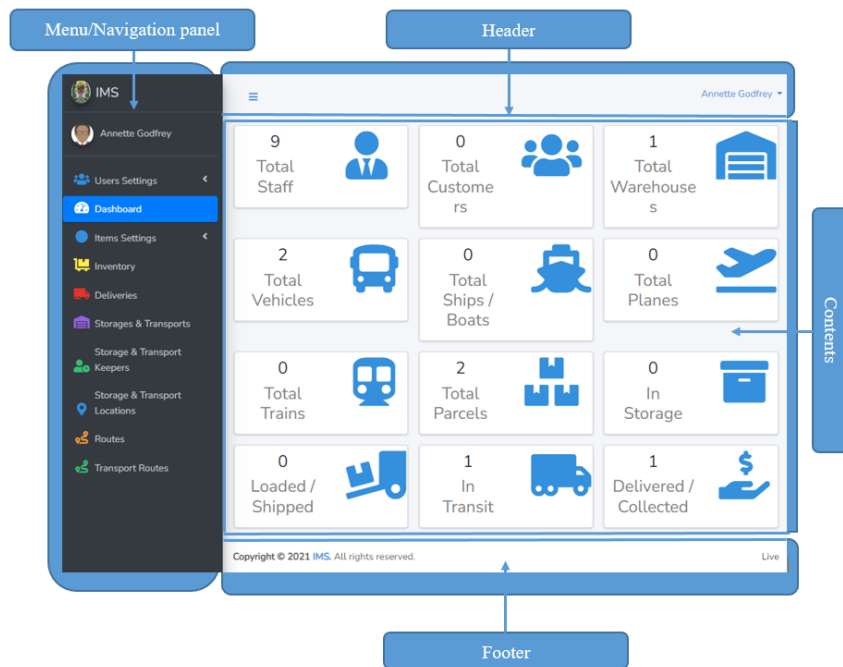 Menu/Navigation panel
Header
IMS
Annette Godfrey
Annette Godfrey
Users Settings
Dashboard
Items Settings
Inventory
Deliveries
Storages & Transports
Storage & Transport
Keepers
Storage & Transport
Locations
Routes
Transport Routes
9
Total
Staff
0
Total
Custome
rs
1
Total
Warehouse
s
2
Total
Vehicles
0
Total
Ships /
Boats
0
Total
Planes
0
Total
Trains
2
Total
Parcels
0
In
Storage
0
Loaded /
Shipped
1
In
Transit
1
Delivered /
Collected
Contents
Copyright © 2021 IMS. All rights reserved.
Live
Footer